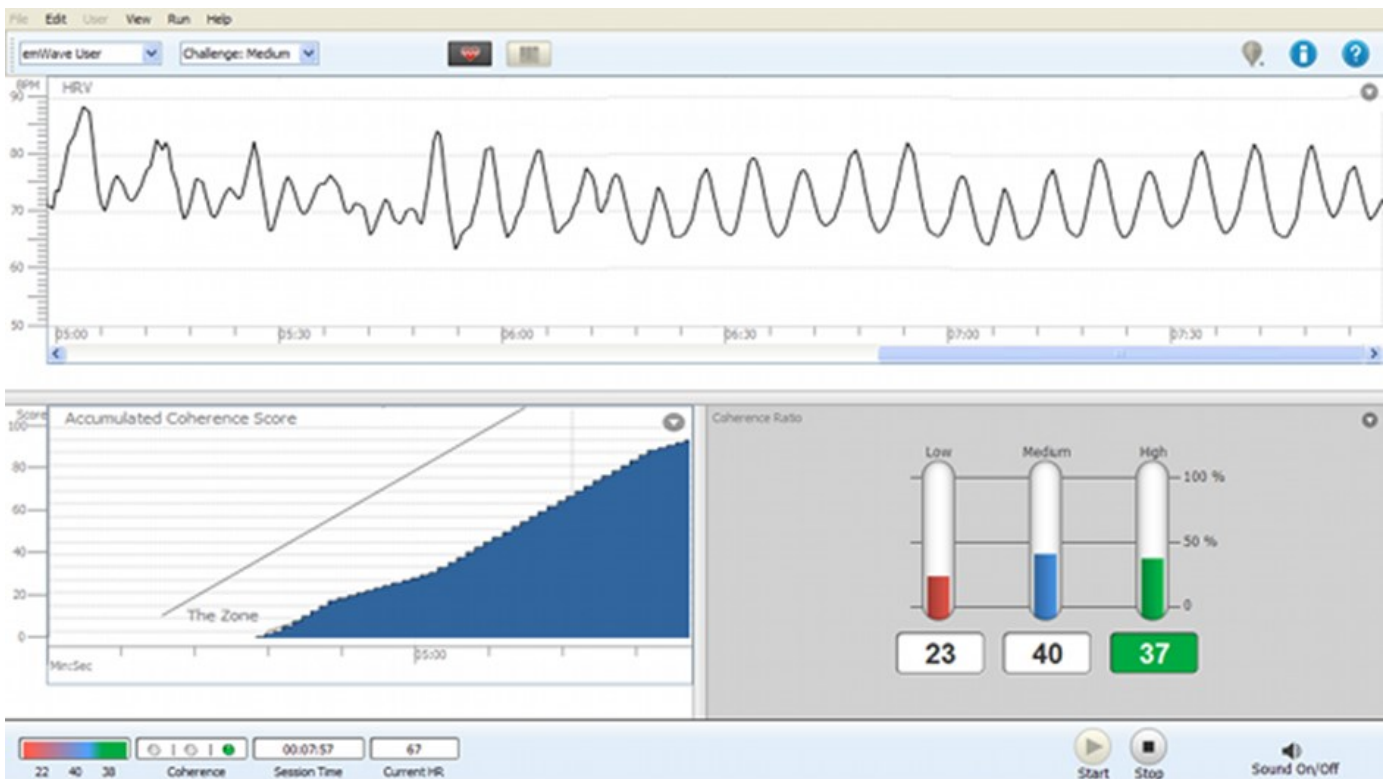 File Edit User View Run Help
emWave User Challenge: Medium
BPM HRV
90
80
70
60
50
05:00 05:30 06:00 06:30 07:00 07:30
Score Accumulated Coherence Score
100
80
60
40
20
0
The Zone
05:00
Min:Sec
Coherence Ratio
Low Medium High
100 %
50 %
0
23 40 37
00:07:57 67
22 40 38 Coherence Session Time Current HR Start Stop Sound On/Off